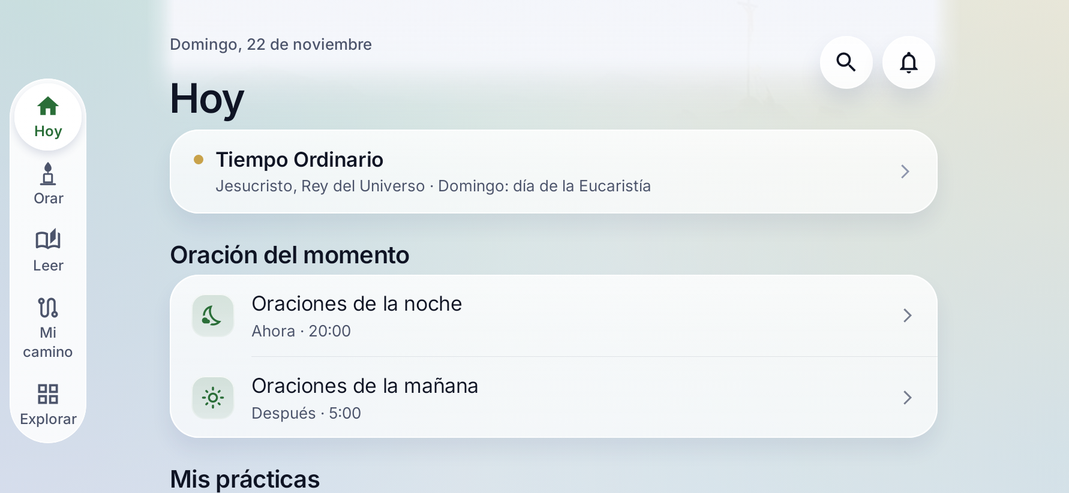 Domingo, 22 de noviembre
Hoy
Tiempo Ordinario
Jesucristo, Rey del Universo · Domingo: día de la Eucaristía
Oración del momento
Oraciones de la noche
Ahora · 20:00
Oraciones de la mañana
Después · 5:00
Mis prácticas
Hoy
Orar
Leer
Mi
camino
Explorar